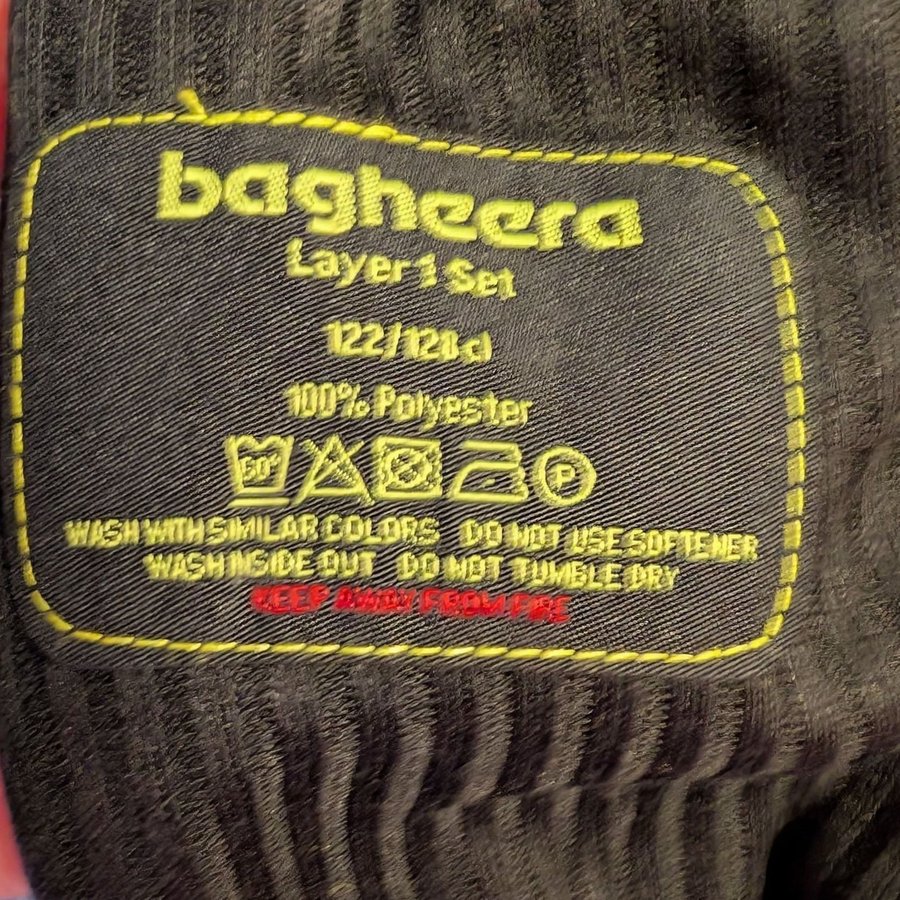 bagheera
Layer 1 Set
122/128 cl
100% Polyester
60°
P
WASH WITH SIMILAR COLORS DO NOT USE SOFTENER
WASH INSIDE OUT DO NOT TUMBLE DRY
KEEP AWAY FROM FIRE